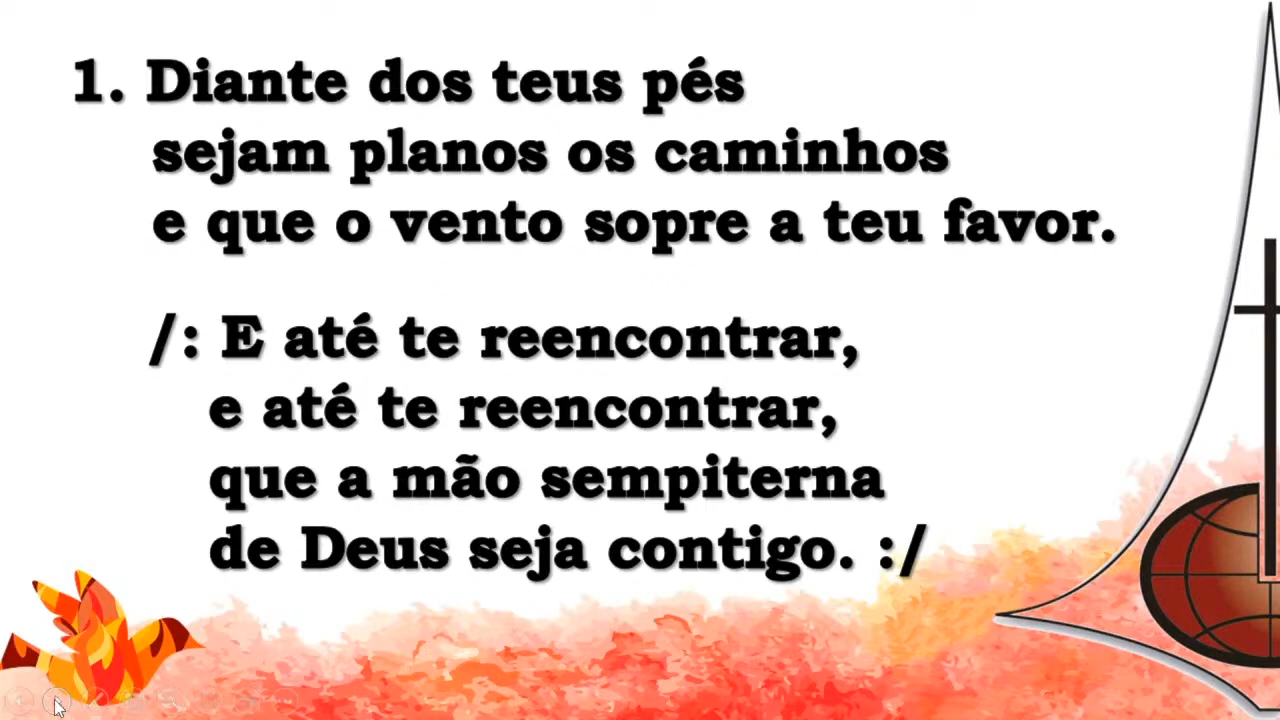 1. Diante dos teus pés
sejam planos os caminhos
e que o vento sopre a teu favor.
/: E até te reencontrar,
e até te reencontrar,
que a mão sempiterna
de Deus seja contigo. :/